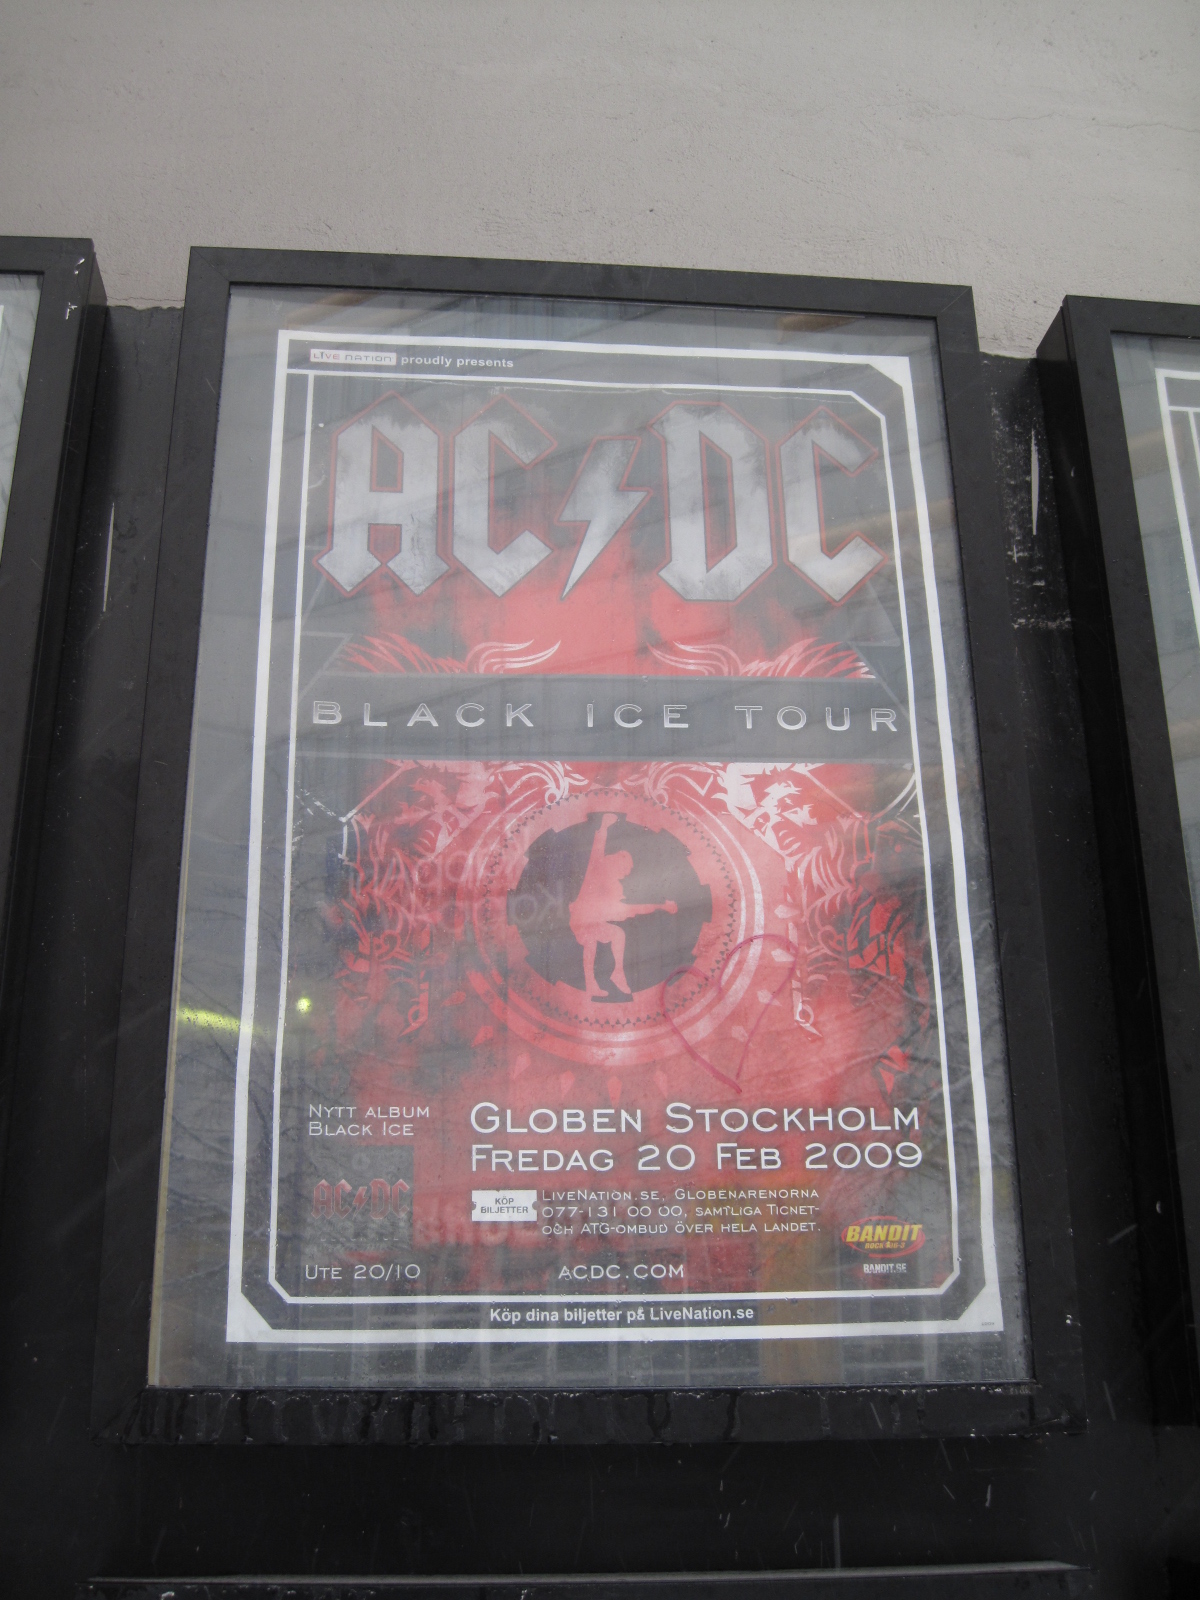 LIVE NATION proudly presents
AC DC
BLACK ICE TOUR
NYTT ALBUM
BLACK ICE
GLOBEN STOCKHOLM
FREDAG 20 FEB 2009
AC DC
KÖP
BILJETTER
LIVENATION.SE, GLOBENARENORNA
077-131 00 00, SAMTLIGA TICNET-
OCH ATG-OMBUD ÖVER HELA LANDET.
BANDIT
BANDIT.SE
UTE 20/10
ACDC.COM
Köp dina biljetter på LiveNation.se